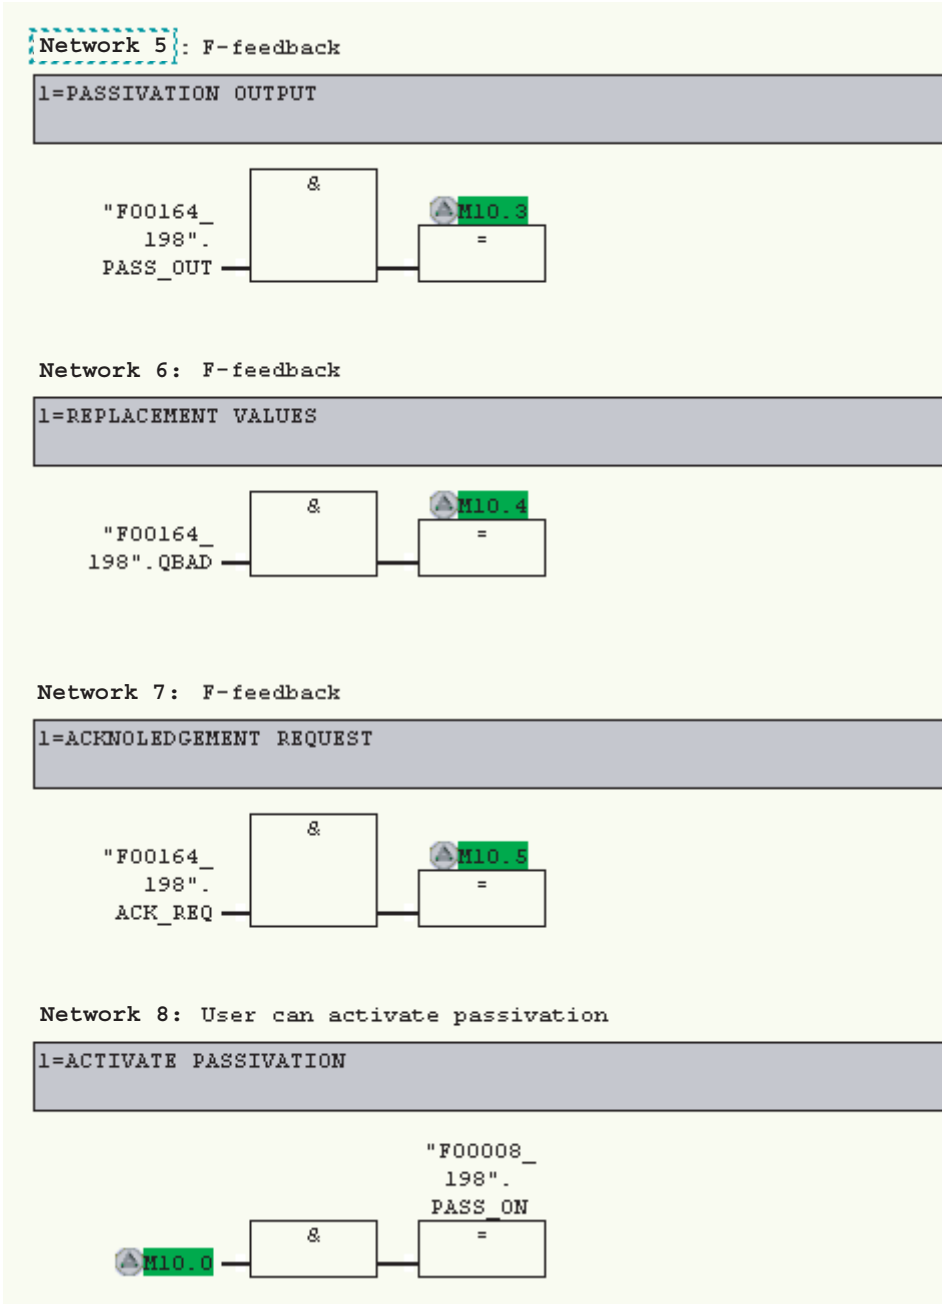 Network 5: F-feedback
1=PASSIVATION OUTPUT
&
"F00164_
198".
PASS_OUT
M10.3
=
Network 6: F-feedback
1=REPLACEMENT VALUES
&
"F00164_
198".QBAD
M10.4
=
Network 7: F-feedback
1=ACKNOLEDGEMENT REQUEST
&
"F00164_
198".
ACK_REQ
M10.5
=
Network 8: User can activate passivation
1=ACTIVATE PASSIVATION
"F00008_
198".
PASS_ON
M10.0
&
=